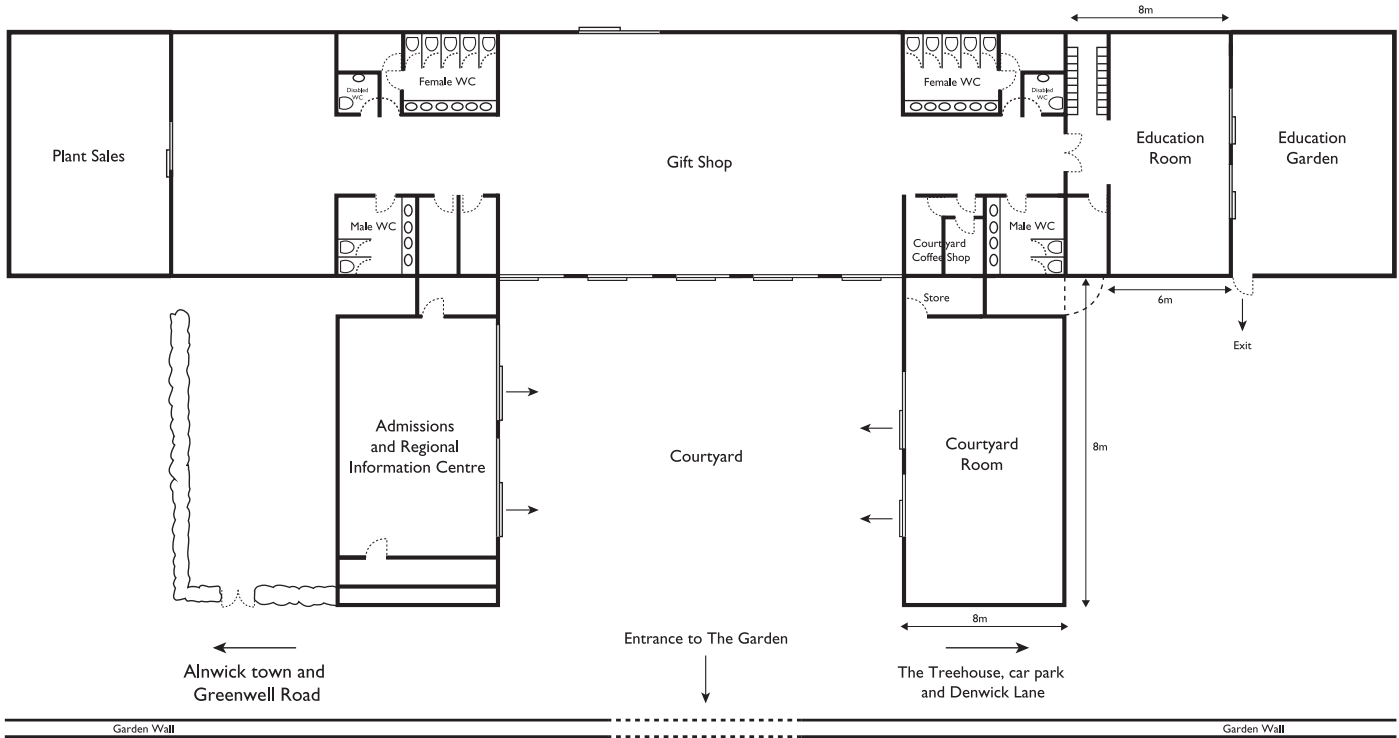 8m
Female WC
Female WC
Disabled
WC
Disabled
WC
Plant Sales
Gift Shop
Education
Room
Education
Garden
Male WC
Male WC
Courtyard
Coffee Shop
Store
6m
Exit
Admissions
and Regional
Information Centre
Courtyard
Courtyard
Room
8m
8m
Entrance to The Garden
Alnwick town and
Greenwell Road
The Treehouse, car park
and Denwick Lane
Garden Wall
Garden Wall